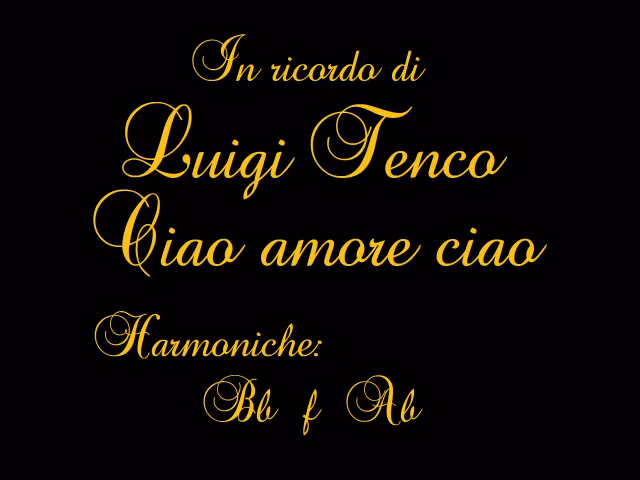 In ricordo di
Luigi Tenco
Ciao amore ciao
Harmoniche:
Bb f Ab